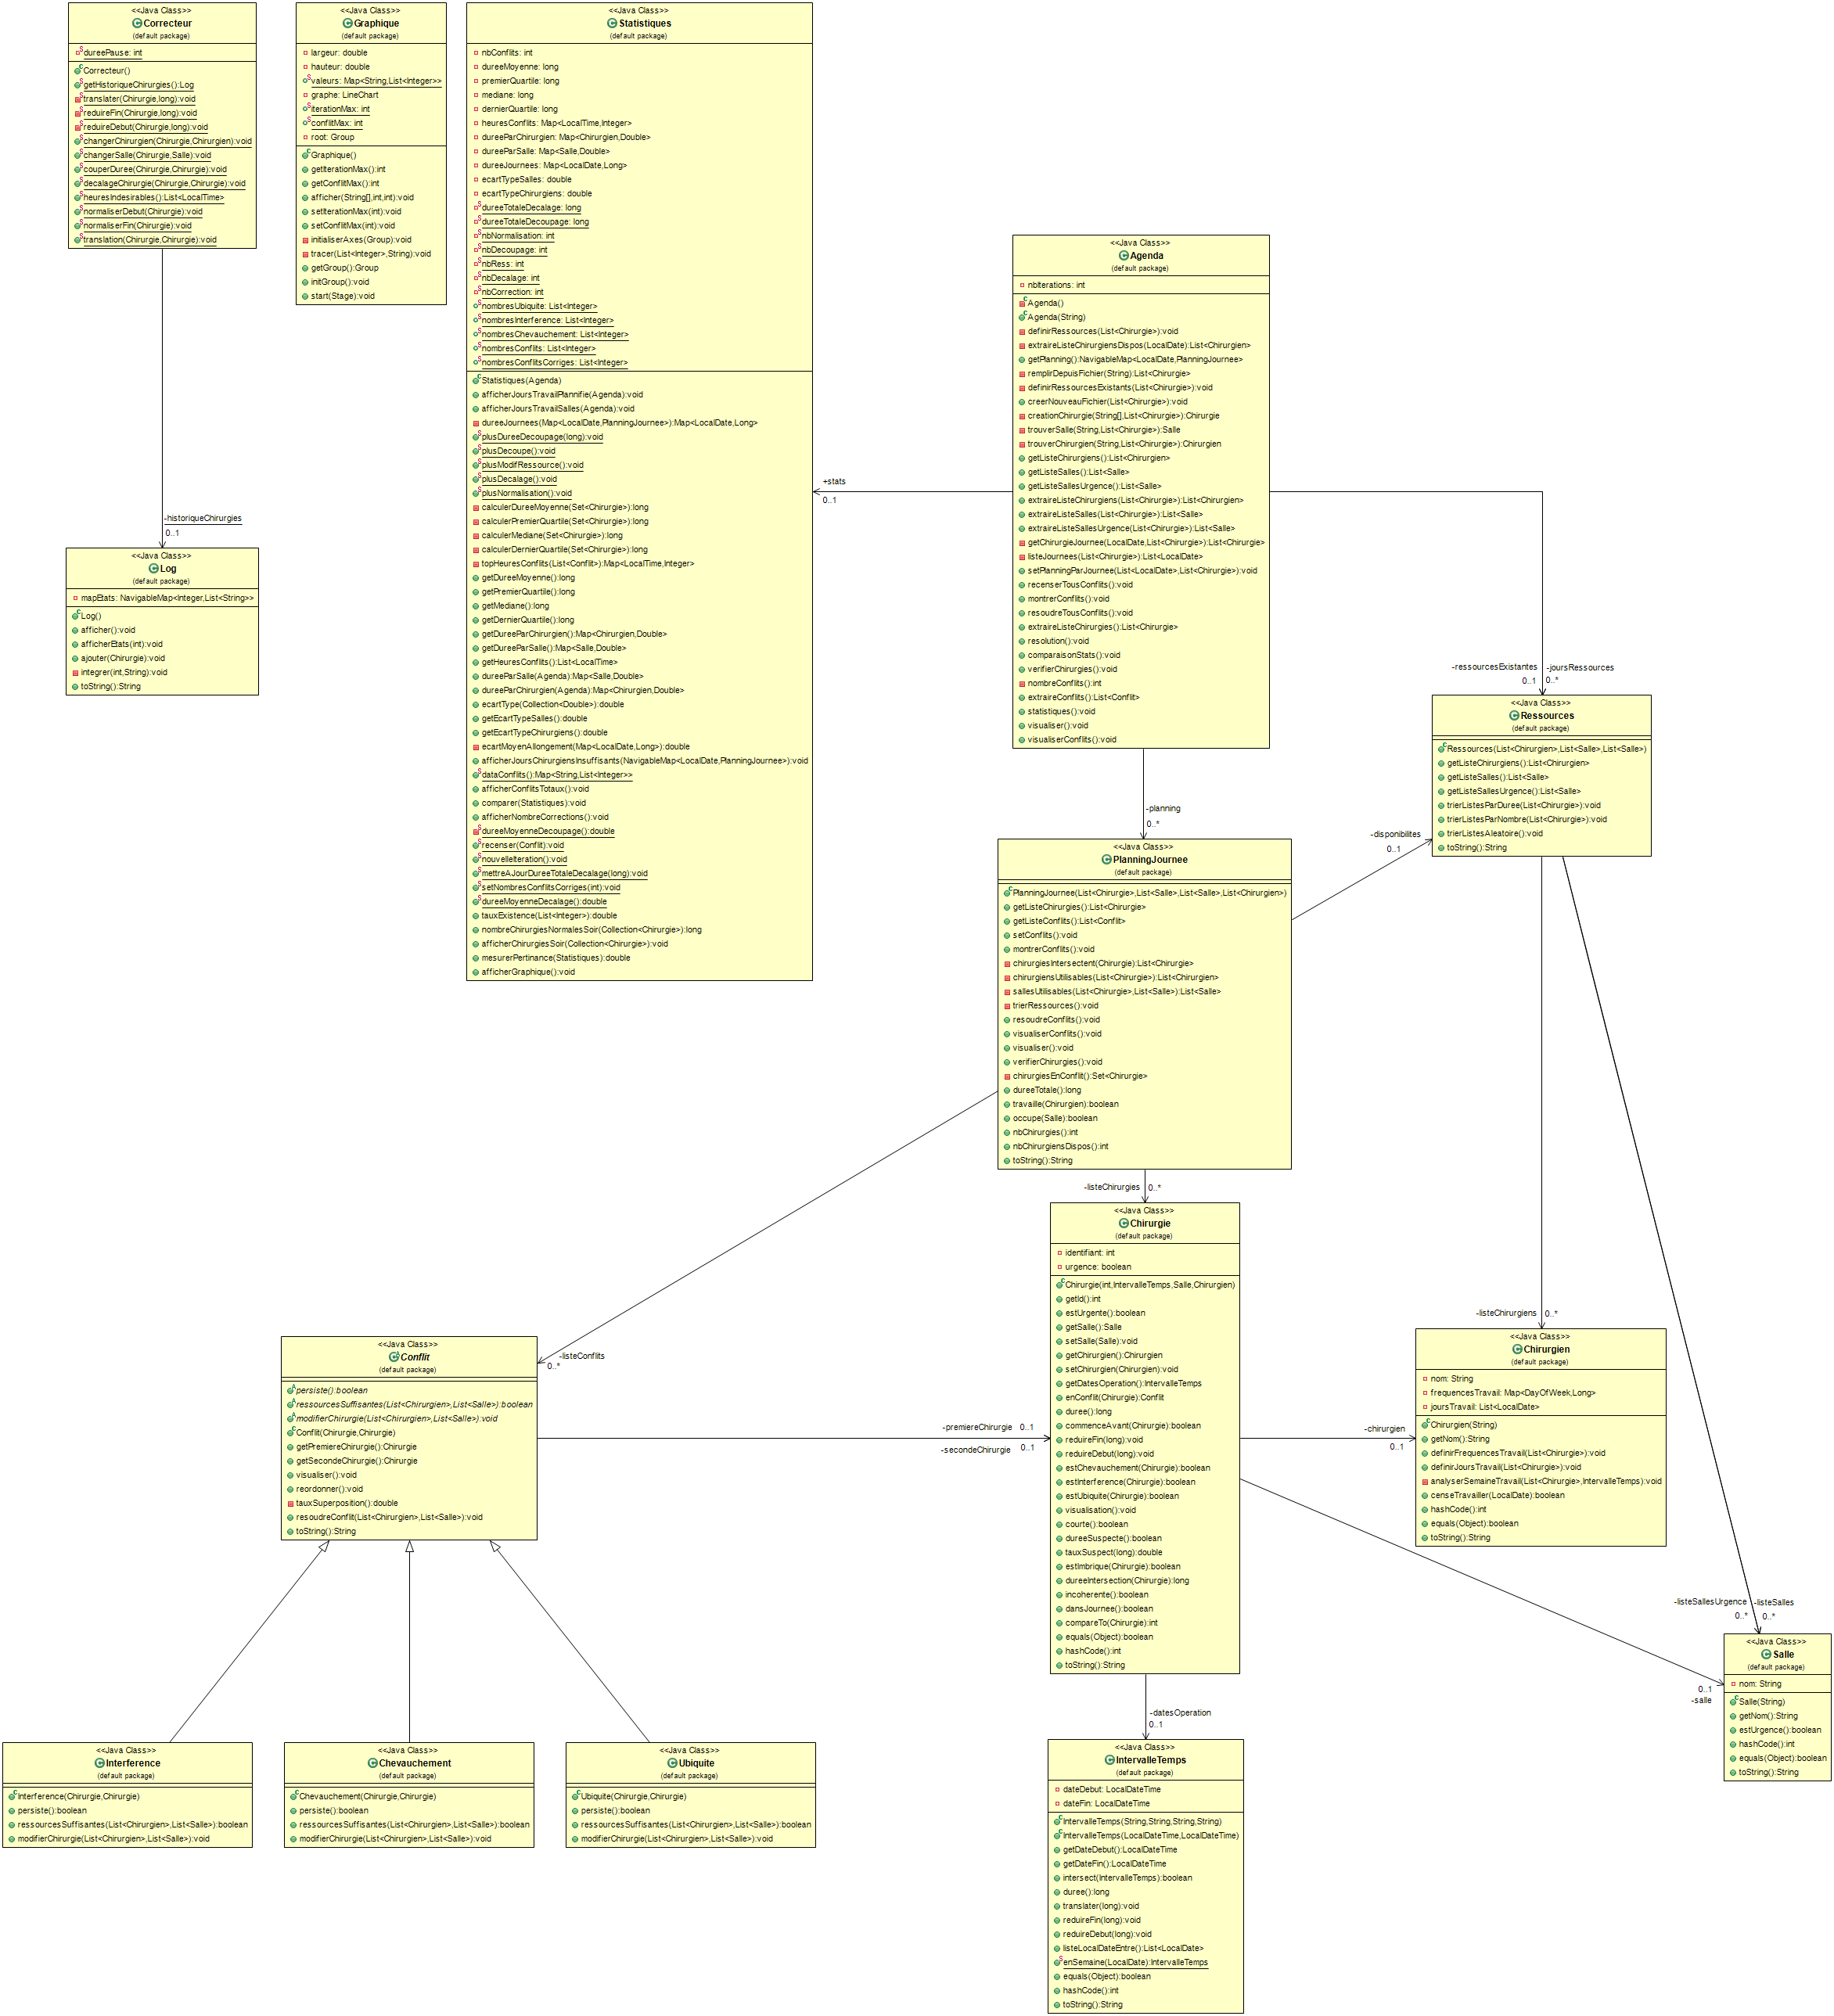 <<Java Class>>
Correcteur
(default package)
dureePause: int
Correcteur()
getHistoriqueChirurgies():Log
translater(Chirurgie,long):void
reduireFin(Chirurgie,long):void
reduireDebut(Chirurgie,long):void
changerChirurgien(Chirurgie,Chirurgien):void
changerSalle(Chirurgie,Salle):void
couperDuree(Chirurgie,Chirurgie):void
decalageChirurgie(Chirurgie,Chirurgie):void
heuresIndesirables():List<LocalTime>
normaliserDebut(Chirurgie):void
normaliserFin(Chirurgie):void
translation(Chirurgie,Chirurgie):void
<<Java Class>>
Graphique
(default package)
largeur: double
hauteur: double
valeurs: Map<String,List<Integer>>
graphe: LineChart
iterationMax: int
conflitMax: int
root: Group
Graphique()
getIterationMax():int
getConflitMax():int
afficher(String[],int,int):void
setIterationMax(int):void
setConflitMax(int):void
initialiserAxes(Group):void
tracer(List<Integer>,String):void
getGroup():Group
initGroup():void
start(Stage):void
<<Java Class>>
Statistiques
(default package)
nbConflits: int
dureeMoyenne: long
premierQuartile: long
mediane: long
dernierQuartile: long
heuresConflits: Map<LocalTime,Integer>
dureeParChirurgien: Map<Chirurgien,Double>
dureeParSalle: Map<Salle,Double>
dureeJournees: Map<LocalDate,Long>
ecartTypeSalles: double
ecartTypeChirurgiens: double
dureeTotaleDecalage: long
dureeTotaleDecoupage: long
nbNormalisation: int
nbDecoupage: int
nbRess: int
nbDecalage: int
nbCorrection: int
nombresUbiquite: List<Integer>
nombresInterference: List<Integer>
nombresChevauchement: List<Integer>
nombresConflits: List<Integer>
nombresConflitsCorriges: List<Integer>
Statistiques(Agenda)
afficherJoursTravailPlannifie(Agenda):void
afficherJoursTravailSalles(Agenda):void
dureeJournees(Map<LocalDate,PlanningJournee>):Map<LocalDate,Long>
plusDureeDecoupage(long):void
plusDecoupe():void
plusModifRessource():void
plusDecalage():void
plusNormalisation():void
calculerDureeMoyenne(Set<Chirurgie>):long
calculerPremierQuartile(Set<Chirurgie>):long
calculerMediane(Set<Chirurgie>):long
calculerDernierQuartile(Set<Chirurgie>):long
topHeuresConflits(List<Conflit>):Map<LocalTime,Integer>
getDureeMoyenne():long
getPremierQuartile():long
getMediane():long
getDernierQuartile():long
getDureeParChirurgien():Map<Chirurgien,Double>
getDureeParSalle():Map<Salle,Double>
getHeuresConflits():List<LocalTime>
dureeParSalle(Agenda):Map<Salle,Double>
dureeParChirurgien(Agenda):Map<Chirurgien,Double>
ecartType(Collection<Double>):double
getEcartTypeSalles():double
getEcartTypeChirurgiens():double
ecartMoyenAllongement(Map<LocalDate,Long>):double
afficherJoursChirurgiensInsuffisants(NavigableMap<LocalDate,PlanningJournee>):void
dataConflits():Map<String,List<Integer>>
afficherConflitsTotaux():void
comparer(Statistiques):void
afficherNombreCorrections():void
dureeMoyenneDecoupage():double
recenser(Conflit):void
nouvelleIteration():void
mettreAJourDureeTotaleDecalage(long):void
setNombresConflitsCorriges(int):void
dureeMoyenneDecalage():double
tauxExistence(List<Integer>):double
nombreChirurgiesNormalesSoir(Collection<Chirurgie>):long
afficherChirurgiesSoir(Collection<Chirurgie>):void
mesurerPertinance(Statistiques):double
afficherGraphique():void
<<Java Class>>
Agenda
(default package)
nbIterations: int
Agenda()
Agenda(String)
definirRessources(List<Chirurgie>):void
extraireListeChirurgiensDispos(LocalDate):List<Chirurgien>
getPlanning():NavigableMap<LocalDate,PlanningJournee>
remplirDepuisFichier(String):List<Chirurgie>
definirRessourcesExistants(List<Chirurgie>):void
creerNouveauFichier(List<Chirurgie>):void
creationChirurgie(String[],List<Chirurgie>):Chirurgie
trouverSalle(String,List<Chirurgie>):Salle
trouverChirurgien(String,List<Chirurgie>):Chirurgien
getListeChirurgiens():List<Chirurgien>
getListeSalles():List<Salle>
getListeSallesUrgence():List<Salle>
extraireListeChirurgiens(List<Chirurgie>):List<Chirurgien>
extraireListeSalles(List<Chirurgie>):List<Salle>
extraireListeSallesUrgence(List<Chirurgie>):List<Salle>
getChirurgieJournee(LocalDate,List<Chirurgie>):List<Chirurgie>
listeJournees(List<Chirurgie>):List<LocalDate>
setPlanningParJournee(List<LocalDate>,List<Chirurgie>):void
recenserTousConflits():void
montrerConflits():void
resoudreTousConflits():void
extraireListeChirurgies():List<Chirurgie>
resolution():void
comparaisonStats():void
verifierChirurgies():void
nombreConflits():int
extraireConflits():List<Conflit>
statistiques():void
visualiser():void
visualiserConflits():void
+stats
0..1
-historiqueChirurgies
0..1
<<Java Class>>
Log
(default package)
mapEtats: NavigableMap<Integer,List<String>>
Log()
afficher():void
afficherEtats(int):void
ajouter(Chirurgie):void
integrer(int,String):void
toString():String
-ressourcesExistantes
0..1
-joursRessources
0..*
<<Java Class>>
Ressources
(default package)
Ressources(List<Chirurgien>,List<Salle>,List<Salle>)
getListeChirurgiens():List<Chirurgien>
getListeSalles():List<Salle>
getListeSallesUrgence():List<Salle>
trierListesParDuree(List<Chirurgie>):void
trierListesParNombre(List<Chirurgie>):void
trierListesAleatoire():void
toString():String
-planning
0..*
-disponibilites
0..1
<<Java Class>>
PlanningJournee
(default package)
PlanningJournee(List<Chirurgie>,List<Salle>,List<Salle>,List<Chirurgien>)
getListeChirurgies():List<Chirurgie>
getListeConflits():List<Conflit>
setConflits():void
montrerConflits():void
chirurgiesIntersectent(Chirurgie):List<Chirurgie>
chirurgiensUtilisables(List<Chirurgie>):List<Chirurgien>
sallesUtilisables(List<Chirurgie>,List<Salle>):List<Salle>
trierRessources():void
resoudreConflits():void
visualiserConflits():void
visualiser():void
verifierChirurgies():void
chirurgiesEnConflit():Set<Chirurgie>
dureeTotale():long
travaille(Chirurgien):boolean
occupe(Salle):boolean
nbChirurgies():int
nbChirurgiensDispos():int
toString():String
-listeChirurgies
0..*
<<Java Class>>
Chirurgie
(default package)
identifiant: int
urgence: boolean
Chirurgie(int,IntervalleTemps,Salle,Chirurgien)
getId():int
estUrgente():boolean
getSalle():Salle
setSalle(Salle):void
getChirurgien():Chirurgien
setChirurgien(Chirurgien):void
getDatesOperation():IntervalleTemps
enConflit(Chirurgie):Conflit
duree():long
commenceAvant(Chirurgie):boolean
reduireFin(long):void
reduireDebut(long):void
estChevauchement(Chirurgie):boolean
estInterference(Chirurgie):boolean
estUbiquite(Chirurgie):boolean
visualisation():void
courte():boolean
dureeSuspecte():boolean
tauxSuspect(long):double
estImbrique(Chirurgie):boolean
dureeIntersection(Chirurgie):long
incoherente():boolean
dansJournee():boolean
compareTo(Chirurgie):int
equals(Object):boolean
hashCode():int
toString():String
-listeConflits
0..*
<<Java Class>>
Conflit
(default package)
persiste():boolean
ressourcesSuffisantes(List<Chirurgien>,List<Salle>):boolean
modifierChirurgie(List<Chirurgien>,List<Salle>):void
Conflit(Chirurgie,Chirurgie)
getPremiereChirurgie():Chirurgie
getSecondeChirurgie():Chirurgie
visualiser():void
reordonner():void
tauxSuperposition():double
resoudreConflit(List<Chirurgien>,List<Salle>):void
toString():String
-premiereChirurgie 0..1
-secondeChirurgie 0..1
-chirurgien
0..1
-listeChirurgiens 0..*
<<Java Class>>
Chirurgien
(default package)
nom: String
frequencesTravail: Map<DayOfWeek,Long>
joursTravail: List<LocalDate>
Chirurgien(String)
getNom():String
definirFrequencesTravail(List<Chirurgie>):void
definirJoursTravail(List<Chirurgie>):void
analyserSemaineTravail(List<Chirurgie>,IntervalleTemps):void
censeTravailler(LocalDate):boolean
hashCode():int
equals(Object):boolean
toString():String
-listeSallesUrgence
0..*
-listeSalles
0..*
0..1
-salle
<<Java Class>>
Salle
(default package)
nom: String
Salle(String)
getNom():String
estUrgence():boolean
hashCode():int
equals(Object):boolean
toString():String
<<Java Class>>
Interference
(default package)
Interference(Chirurgie,Chirurgie)
persiste():boolean
ressourcesSuffisantes(List<Chirurgien>,List<Salle>):boolean
modifierChirurgie(List<Chirurgien>,List<Salle>):void
<<Java Class>>
Chevauchement
(default package)
Chevauchement(Chirurgie,Chirurgie)
persiste():boolean
ressourcesSuffisantes(List<Chirurgien>,List<Salle>):boolean
modifierChirurgie(List<Chirurgien>,List<Salle>):void
<<Java Class>>
Ubiquite
(default package)
Ubiquite(Chirurgie,Chirurgie)
persiste():boolean
ressourcesSuffisantes(List<Chirurgien>,List<Salle>):boolean
modifierChirurgie(List<Chirurgien>,List<Salle>):void
-datesOperation
0..1
<<Java Class>>
IntervalleTemps
(default package)
dateDebut: LocalDateTime
dateFin: LocalDateTime
IntervalleTemps(String,String,String,String)
IntervalleTemps(LocalDateTime,LocalDateTime)
getDateDebut():LocalDateTime
getDateFin():LocalDateTime
intersect(IntervalleTemps):boolean
duree():long
translater(long):void
reduireFin(long):void
reduireDebut(long):void
listeLocalDateEntre():List<LocalDate>
enSemaine(LocalDate):IntervalleTemps
equals(Object):boolean
hashCode():int
toString():String